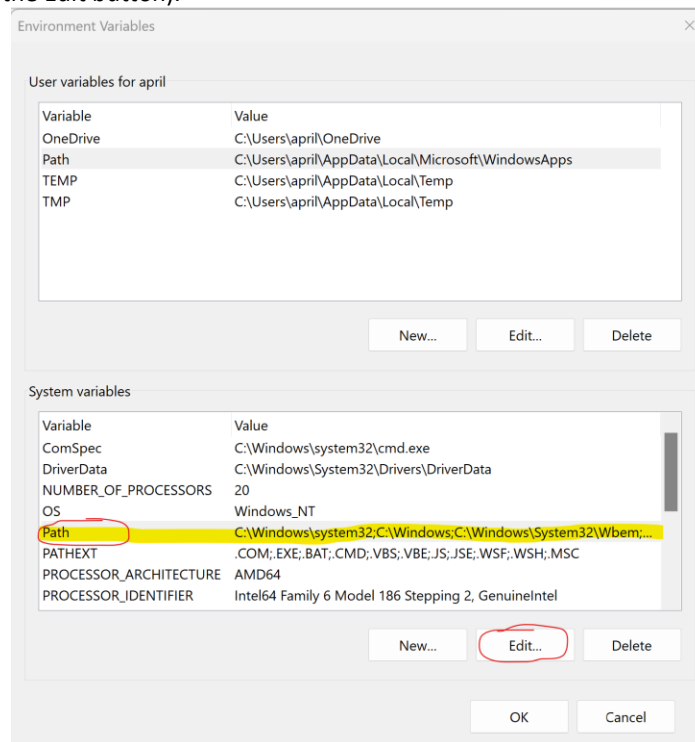 the Edit button).
Environment Variables
User variables for april
Variable Value
OneDrive C:\Users\april\OneDrive
Path C:\Users\april\AppData\Local\Microsoft\WindowsApps
TEMP C:\Users\april\AppData\Local\Temp
TMP C:\Users\april\AppData\Local\Temp
New... Edit... Delete
System variables
Variable Value
ComSpec C:\Windows\system32\cmd.exe
DriverData C:\Windows\System32\Drivers\DriverData
NUMBER_OF_PROCESSORS 20
OS Windows_NT
Path C:\Windows\system32;C:\Windows;C:\Windows\System32\Wbem;...
PATHEXT .COM;.EXE;.BAT;.CMD;.VBS;.VBE;.JS;.JSE;.WSF;.WSH;.MSC
PROCESSOR_ARCHITECTURE AMD64
PROCESSOR_IDENTIFIER Intel64 Family 6 Model 186 Stepping 2, GenuineIntel
New... Edit... Delete
OK Cancel